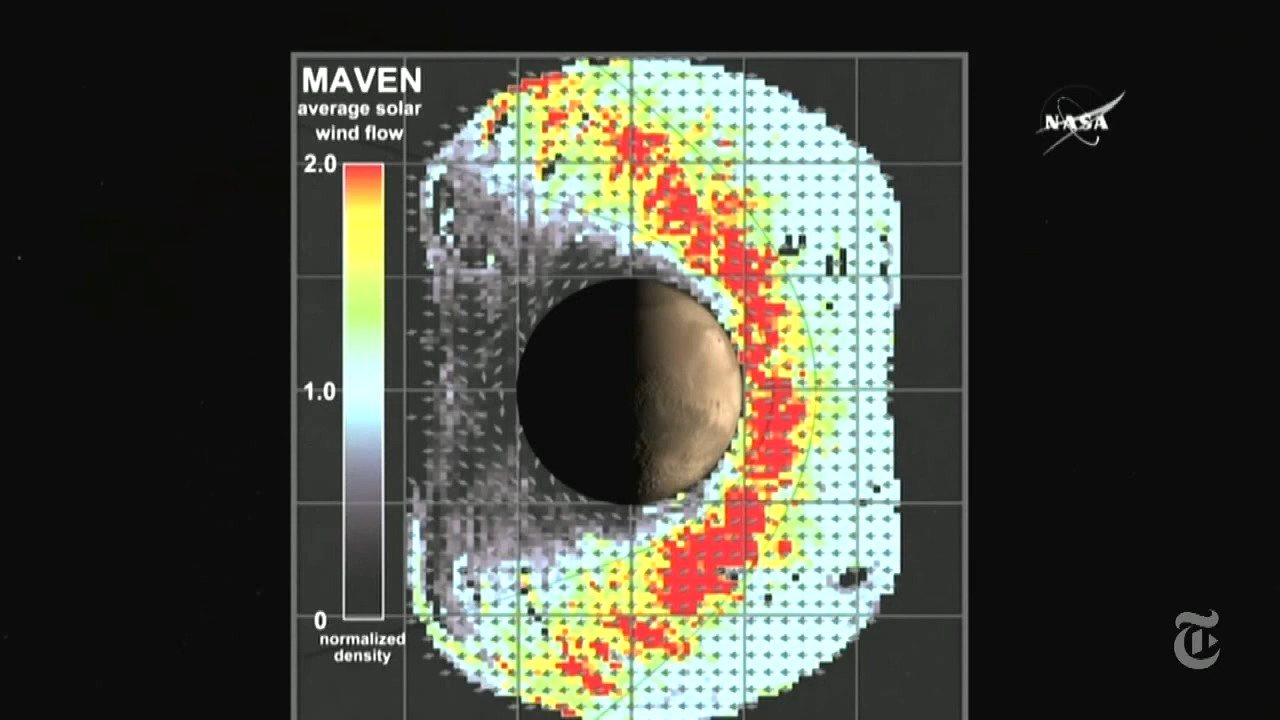 MAVEN
average solar
wind flow
2.0
1.0
0
normalized
density
NASA
T